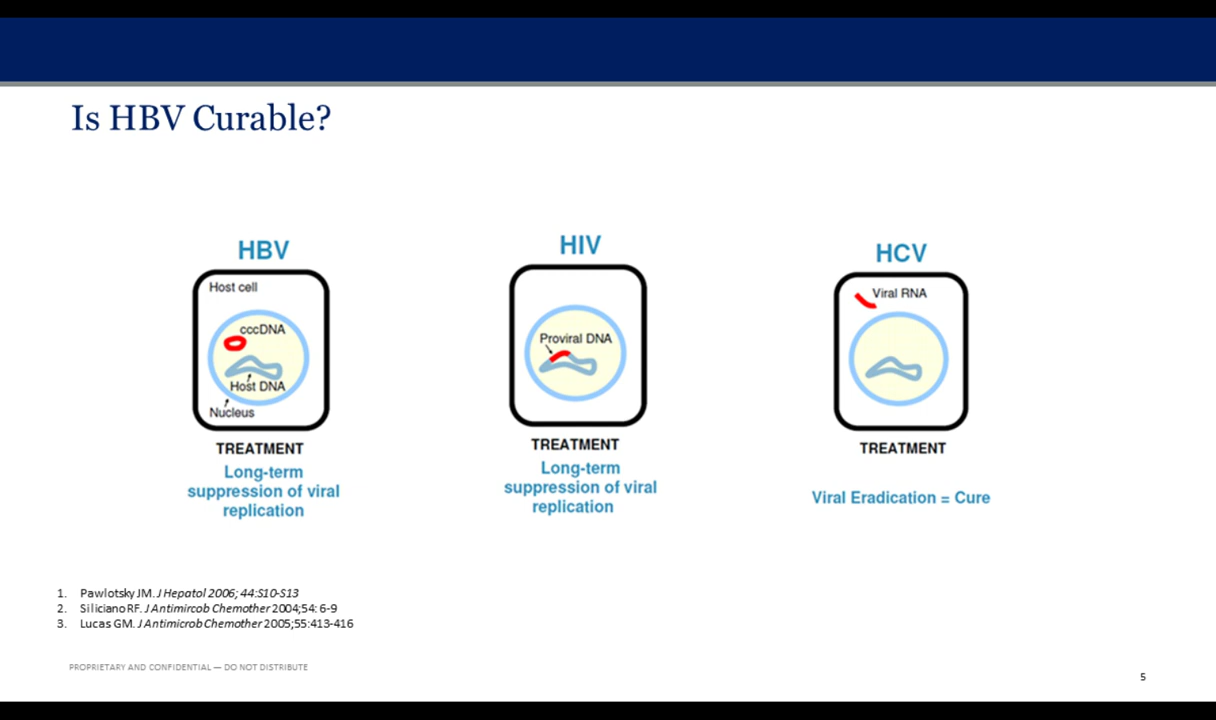 Is HBV Curable?
HBV
Host cell
cccDNA
Host DNA
Nucleus
TREATMENT
Long-term
suppression of viral
replication
HIV
Proviral DNA
TREATMENT
Long-term
suppression of viral
replication
HCV
Viral RNA
TREATMENT
Viral Eradication = Cure
1. Pawlotsky JM. J Hepatol 2006; 44:S10-S13
2. Siliciano RF. J Antimircob Chemother 2004;54: 6-9
3. Lucas GM. J Antimicrob Chemother 2005;55:413-416
PROPRIETARY AND CONFIDENTIAL — DO NOT DISTRIBUTE
5